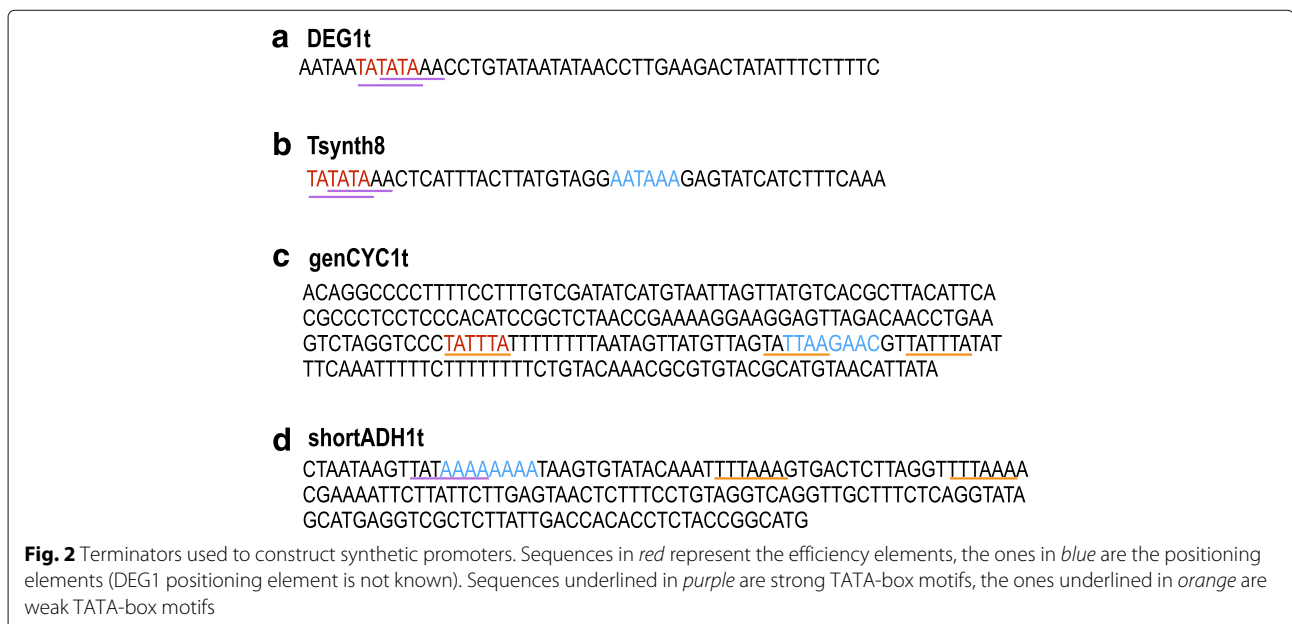 a DEG1t
AATAATATATAAACCTGTATAATATAACCTTGAAGACTATATTTCTTTTC
b Tsynth8
TATATAAACTCATTTACTTATGTAGGAATAAAGAGTATCATCTTTCAAA
c genCYC1t
ACAGGCCCCTTTTCCTTTGTCGATATCATGTAATTAGTTATGTCACGCTTACATTCA
CGCCCTCCTCCCACATCCGCTCTAACCGAAAAGGAAGGAGTTAGACAACCTGAA
GTCTAGGTCCCTATTTATTTTTTTTAATAGTTATGTTAGTATTAAGAACGTTATTTATAT
TTCAAATTTTTCTTTTTTTTCTGTACAAACGCGTGTACGCATGTAACATTATA
d shortADH1t
CTAATAAGTTATAAAAAAAATAAGTGTATACAAATTTTAAAGTGACTCTTAGGTTTTAAAA
CGAAAATTCTTATTCTTGAGTAACTCTTTCCTGTAGGTCAGGTTGCTTTCTCAGGTATA
GCATGAGGTCGCTCTTATTGACCACACCTCTACCGGCATG
Fig. 2 Terminators used to construct synthetic promoters. Sequences in red represent the efficiency elements, the ones in blue are the positioning
elements (DEG1 positioning element is not known). Sequences underlined in purple are strong TATA-box motifs, the ones underlined in orange are
weak TATA-box motifs